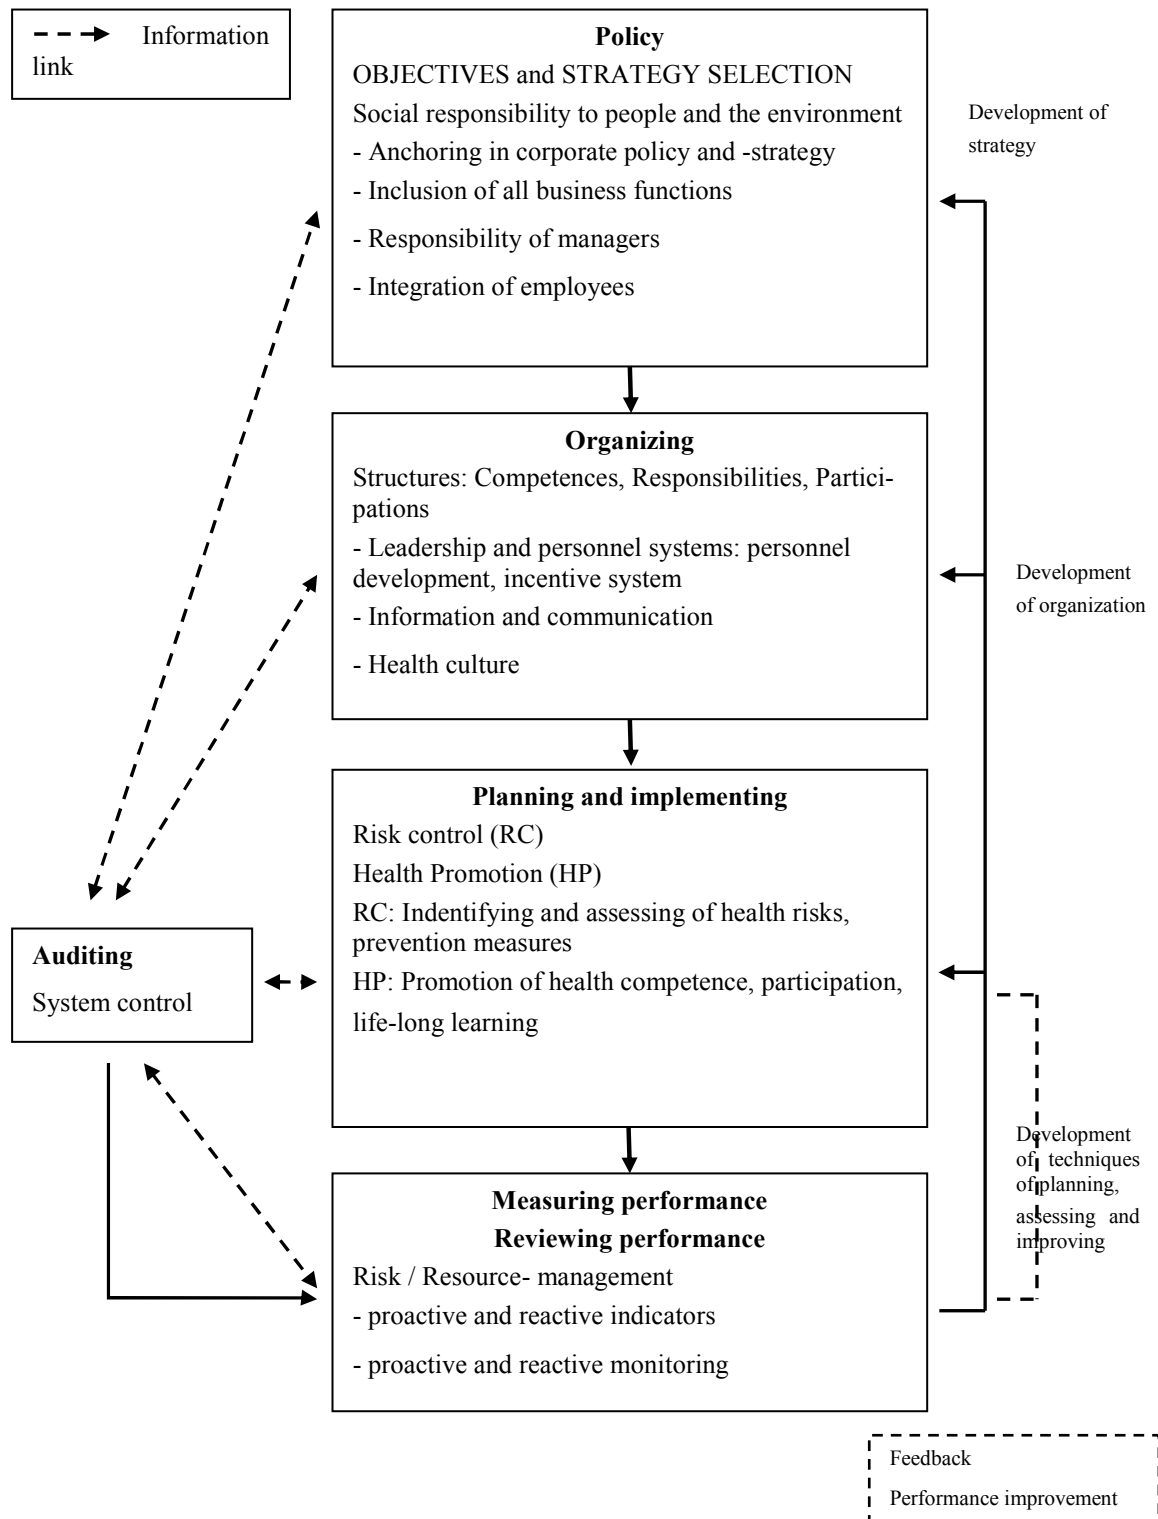 Information
link
Policy
OBJECTIVES and STRATEGY SELECTION
Social responsibility to people and the environment
- Anchoring in corporate policy and -strategy
- Inclusion of all business functions
- Responsibility of managers
- Integration of employees
Development of
strategy
Organizing
Structures: Competences, Responsibilities, Partici-
pations
- Leadership and personnel systems: personnel
development, incentive system
- Information and communication
- Health culture
Development
of organization
Planning and implementing
Risk control (RC)
Health Promotion (HP)
RC: Indentifying and assessing of health risks,
prevention measures
HP: Promotion of health competence, participation,
life-long learning
Auditing
System control
Development
of techniques
of planning,
assessing and
improving
Measuring performance
Reviewing performance
Risk / Resource- management
- proactive and reactive indicators
- proactive and reactive monitoring
Feedback
Performance improvement